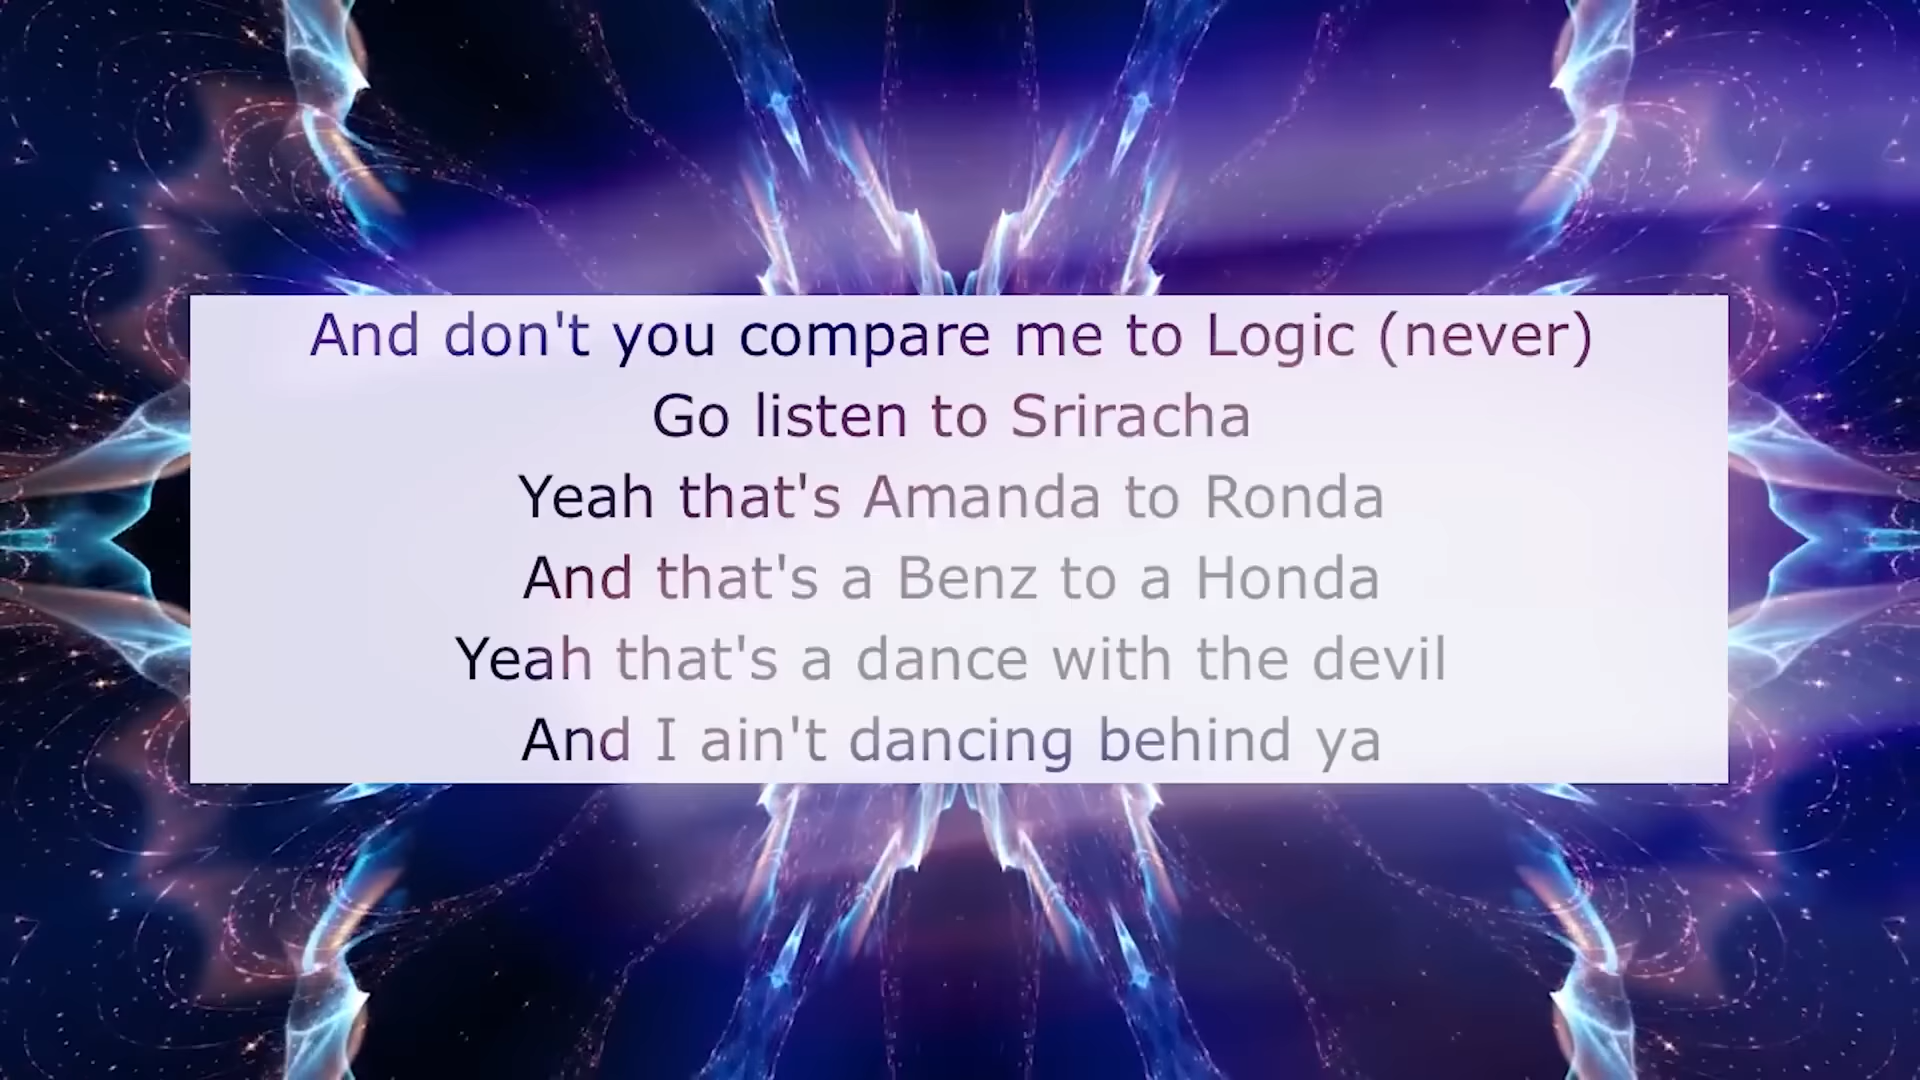 And don't you compare me to Logic (never)
Go listen to Sriracha
Yeah that's Amanda to Ronda
And that's a Benz to a Honda
Yeah that's a dance with the devil
And I ain't dancing behind ya